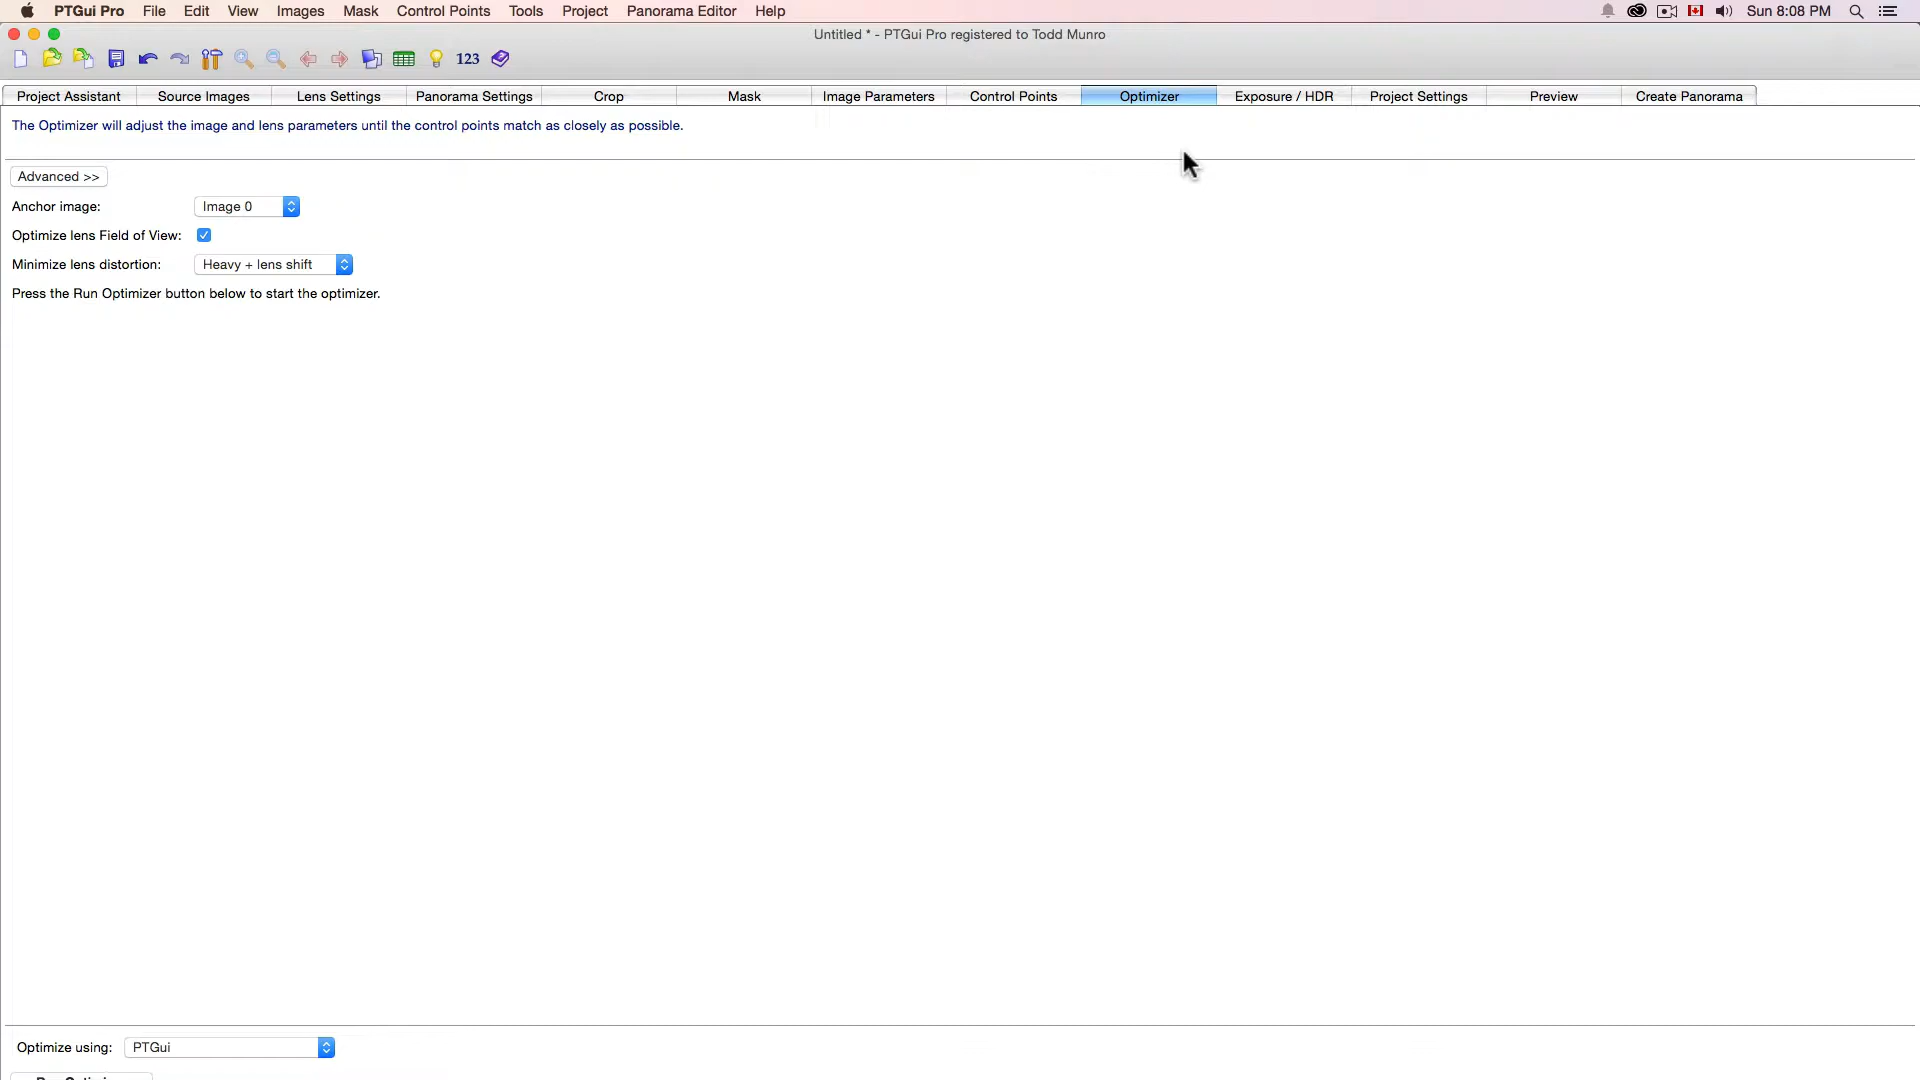 PTGui Pro File Edit View Images Mask Control Points Tools Project Panorama Editor Help Sun 8:08 PM
Untitled * - PTGui Pro registered to Todd Munro
123
Project Assistant Source Images Lens Settings Panorama Settings Crop Mask Image Parameters Control Points Optimizer Exposure / HDR Project Settings Preview Create Panorama
The Optimizer will adjust the image and lens parameters until the control points match as closely as possible.
Advanced >>
Anchor image: Image 0
Optimize lens Field of View:
Minimize lens distortion: Heavy + lens shift
Press the Run Optimizer button below to start the optimizer.
Optimize using: PTGui